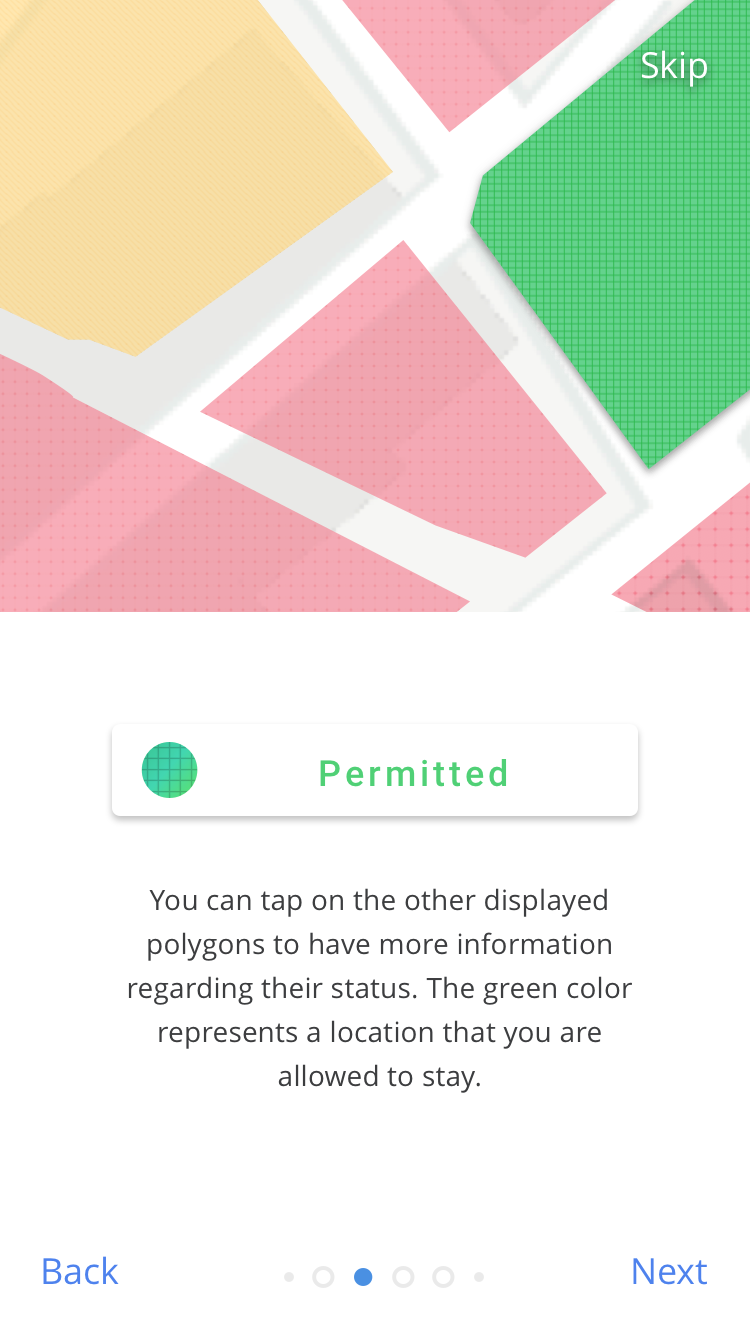 Skip
Permitted
You can tap on the other displayed
polygons to have more information
regarding their status. The green color
represents a location that you are
allowed to stay.
Back
Next